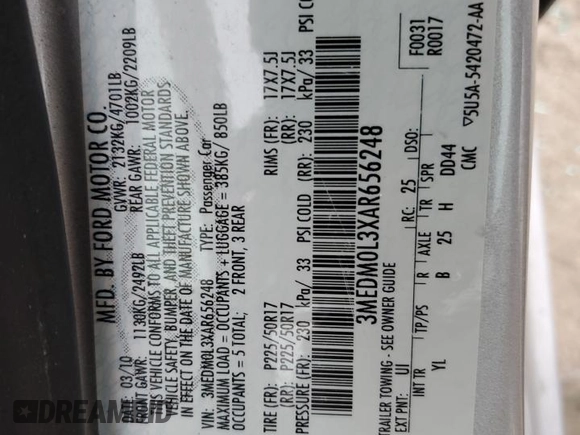 MFD. BY FORD MOTOR CO.
DATE: 03/10 GVWR: 2132KG/4701LB
FRONT GAWR: 1130KG/2492LB REAR GAWR: 1002KG/2209LB
THIS VEHICLE CONFORMS TO ALL APPLICABLE FEDERAL MOTOR
VEHICLE SAFETY, BUMPER, AND THEFT PREVENTION STANDARDS
IN EFFECT ON THE DATE OF MANUFACTURE SHOWN ABOVE.
VIN: 3MEDM0L3XAR656248 TYPE: Passenger Car
MAXIMUM LOAD = OCCUPANTS + LUGGAGE = 385KG/ 850LB
OCCUPANTS = 5 TOTAL; 2 FRONT, 3 REAR
TIRE (FR): P225/50R17 RIMS (FR): 17X7.5J
(RR): P225/50R17 (RR): 17X7.5J
PRESSURE (FR): 230 kPa/ 33 PSI COLD (RR): 230 kPa/ 33 PSI C
3MEDM0L3XAR656248
TRAILER TOWING - SEE OWNER GUIDE
F0031
R0017
EXT PNT: UI RC: 25 DSO:
INT TR TP/PS R AXLE TR SPR
YL B 25 H DD44
CMC ▽5U5A-5420472-AA
DREAMBID